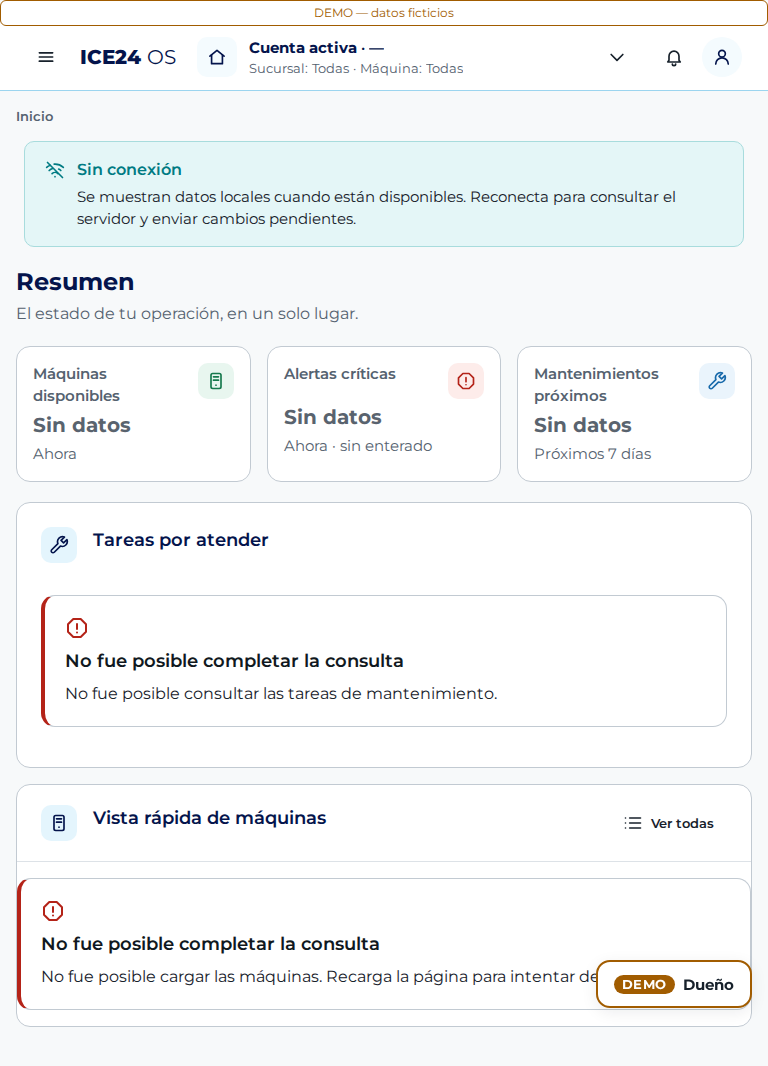 DEMO — datos ficticios
ICE24 OS
Cuenta activa · —
Sucursal: Todas · Máquina: Todas
Inicio
Sin conexión
Se muestran datos locales cuando están disponibles. Reconecta para consultar el
servidor y enviar cambios pendientes.
Resumen
El estado de tu operación, en un solo lugar.
Máquinas
disponibles
Sin datos
Ahora
Alertas críticas
Sin datos
Ahora · sin enterado
Mantenimientos
próximos
Sin datos
Próximos 7 días
Tareas por atender
No fue posible completar la consulta
No fue posible consultar las tareas de mantenimiento.
Vista rápida de máquinas
Ver todas
No fue posible completar la consulta
No fue posible cargar las máquinas. Recarga la página para intentar
DEMO Dueño